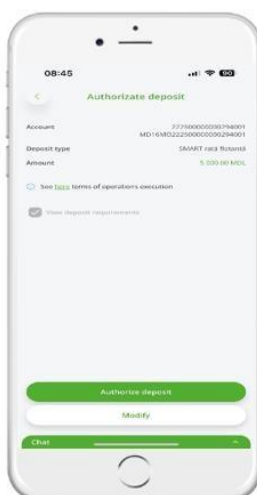 08:45
Authorizate deposit
Account
Deposit type SMART rată flotantă
Amount 5 000.00 MDL
See here terms of operations execution
View deposit requirements
Authorize deposit
Modify
Chat